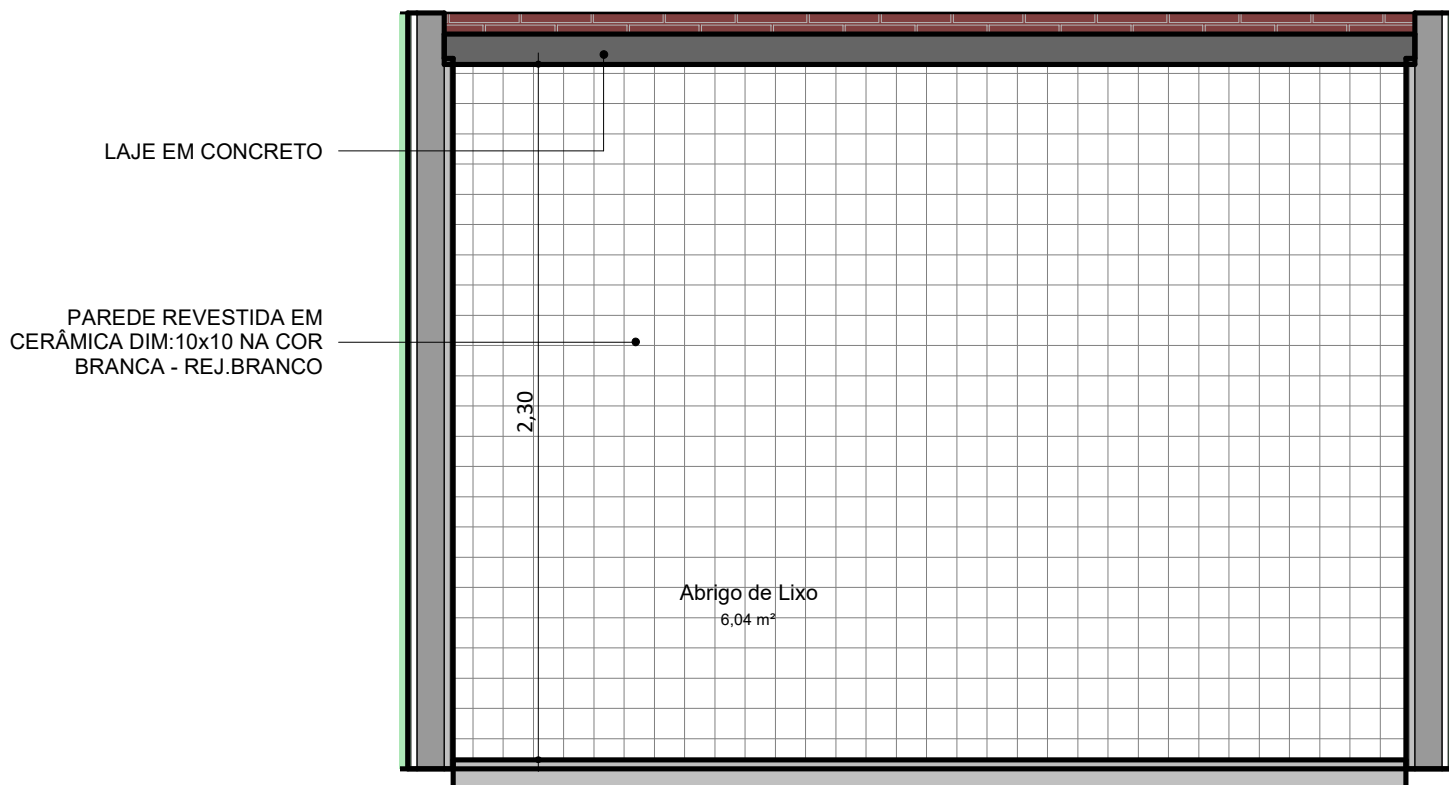 LAJE EM CONCRETO
PAREDE REVESTIDA EM
CERÂMICA DIM:10x10 NA COR
BRANCA - REJ.BRANCO
2,30
Abrigo de Lixo
6,04 m²